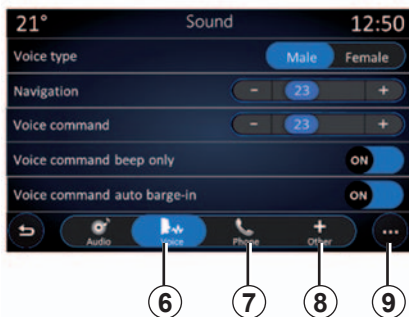 21° Sound 12:50
Voice type Male Female
Navigation - 23 +
Voice command - 23 +
Voice command beep only ON
Voice command auto barge-in ON
Audio Voice Phone Other ...
6 7 8 9